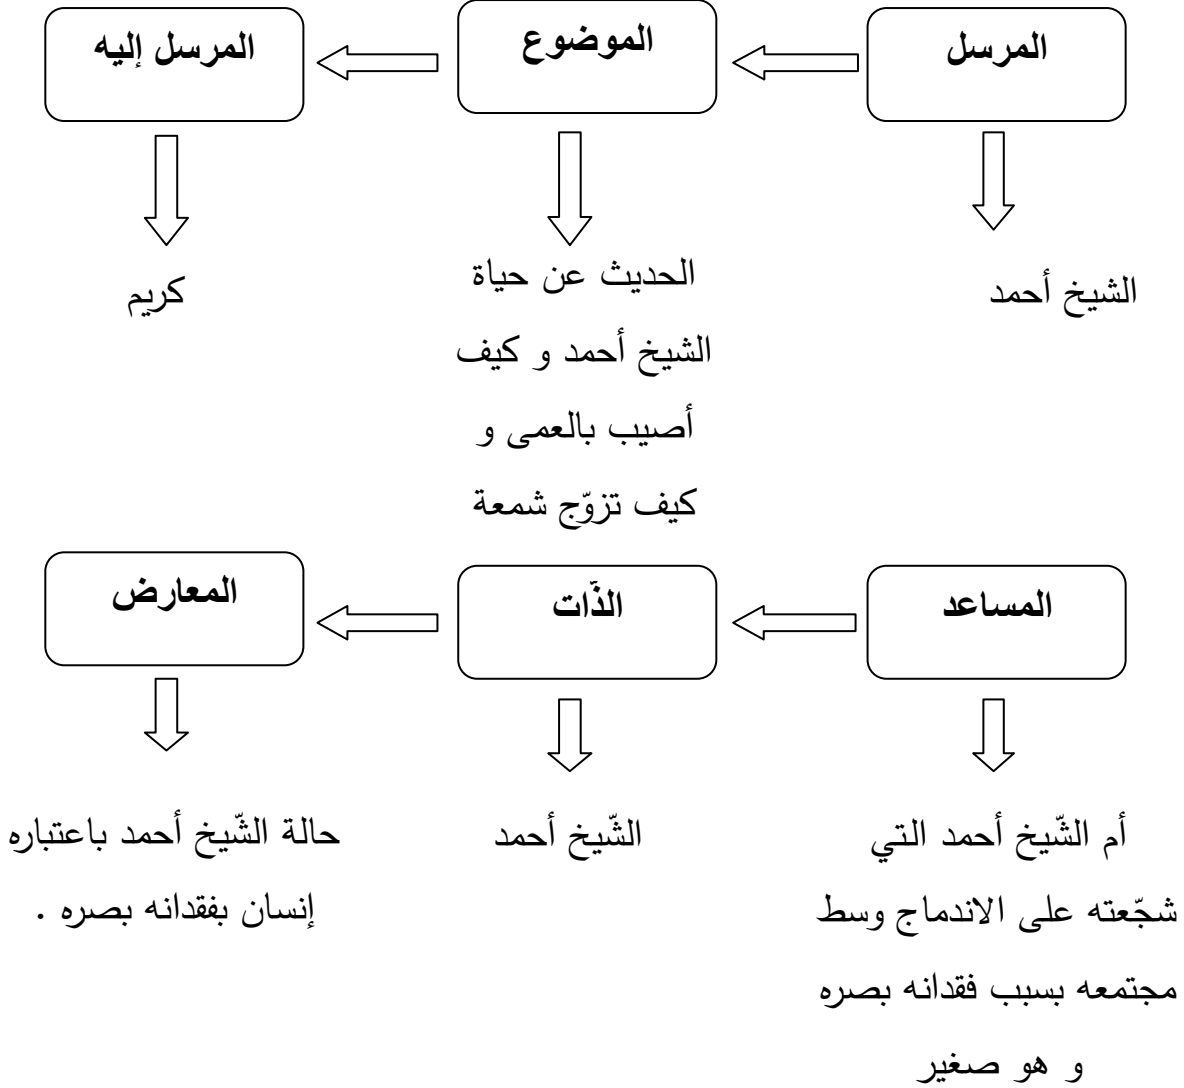 المرسل
الموضوع
المرسل إليه
الشيخ أحمد
الحديث عن حياة
الشيخ أحمد و كيف
أصيب بالعمى و
كيف تزوّج شمعة
كريم
المساعد
الذّات
المعارض
أم الشّيخ أحمد التي
شجّعته على الاندماج وسط
مجتمعه بسبب فقدانه بصره
و هو صغير
الشّيخ أحمد
حالة الشّيخ أحمد باعتباره
إنسان بفقدانه بصره .